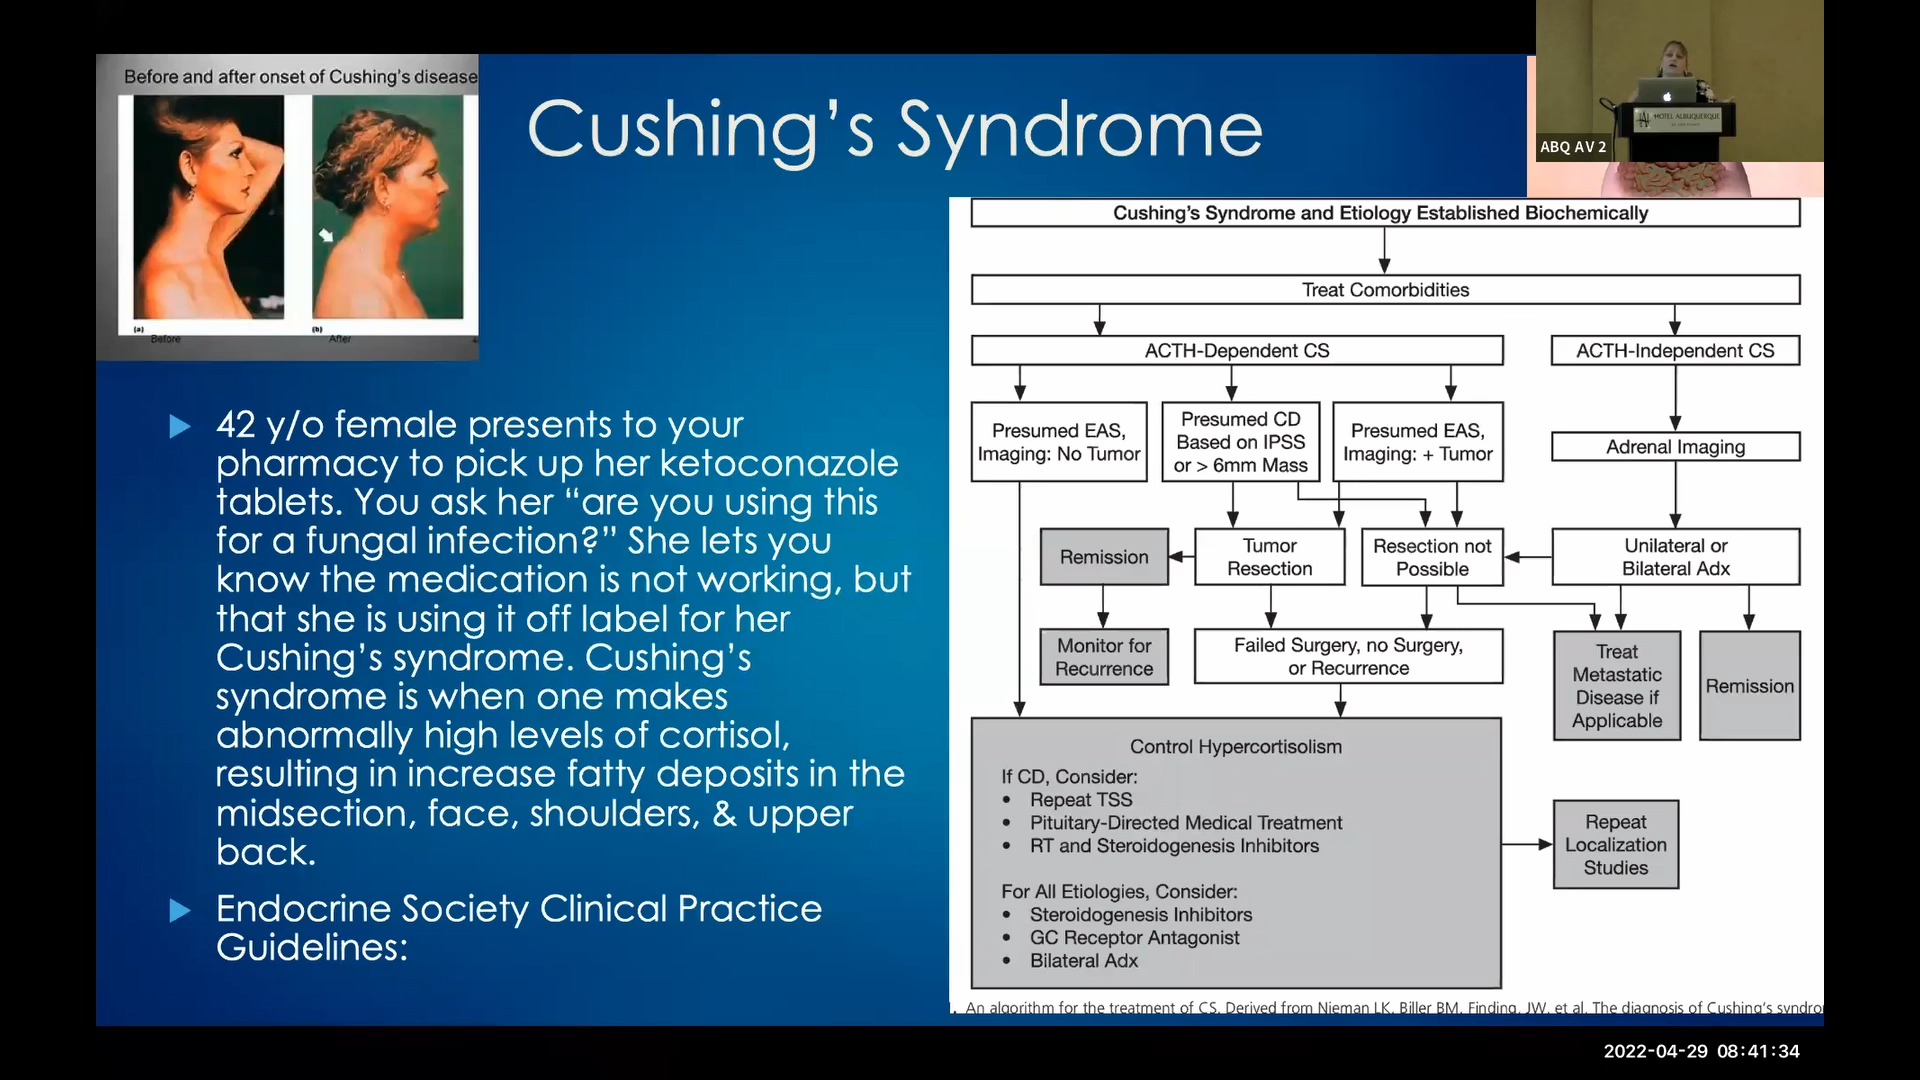 Before and after onset of Cushing's disease
(a)
Before
(b)
After
Cushing's Syndrome
HOTEL ALBUQUERQUE
ABQ AV 2
42 y/o female presents to your
pharmacy to pick up her ketoconazole
tablets. You ask her “are you using this
for a fungal infection?” She lets you
know the medication is not working, but
that she is using it off label for her
Cushing's syndrome. Cushing's
syndrome is when one makes
abnormally high levels of cortisol,
resulting in increase fatty deposits in the
midsection, face, shoulders, & upper
back.
Endocrine Society Clinical Practice
Guidelines:
Cushing's Syndrome and Etiology Established Biochemically
Treat Comorbidities
ACTH-Dependent CS
ACTH-Independent CS
Presumed EAS,
Imaging: No Tumor
Presumed CD
Based on IPSS
or > 6mm Mass
Presumed EAS,
Imaging: + Tumor
Adrenal Imaging
Remission
Tumor
Resection
Resection not
Possible
Unilateral or
Bilateral Adx
Monitor for
Recurrence
Failed Surgery, no Surgery,
or Recurrence
Treat
Metastatic
Disease if
Applicable
Remission
Control Hypercortisolism
If CD, Consider:
• Repeat TSS
• Pituitary-Directed Medical Treatment
• RT and Steroidogenesis Inhibitors
For All Etiologies, Consider:
• Steroidogenesis Inhibitors
• GC Receptor Antagonist
• Bilateral Adx
Repeat
Localization
Studies
An algorithm for the treatment of CS. Derived from Nieman LK, Biller BM, Finding, JW, et al. The diagnosis of Cushing's syndro
2022-04-29 08:41:34